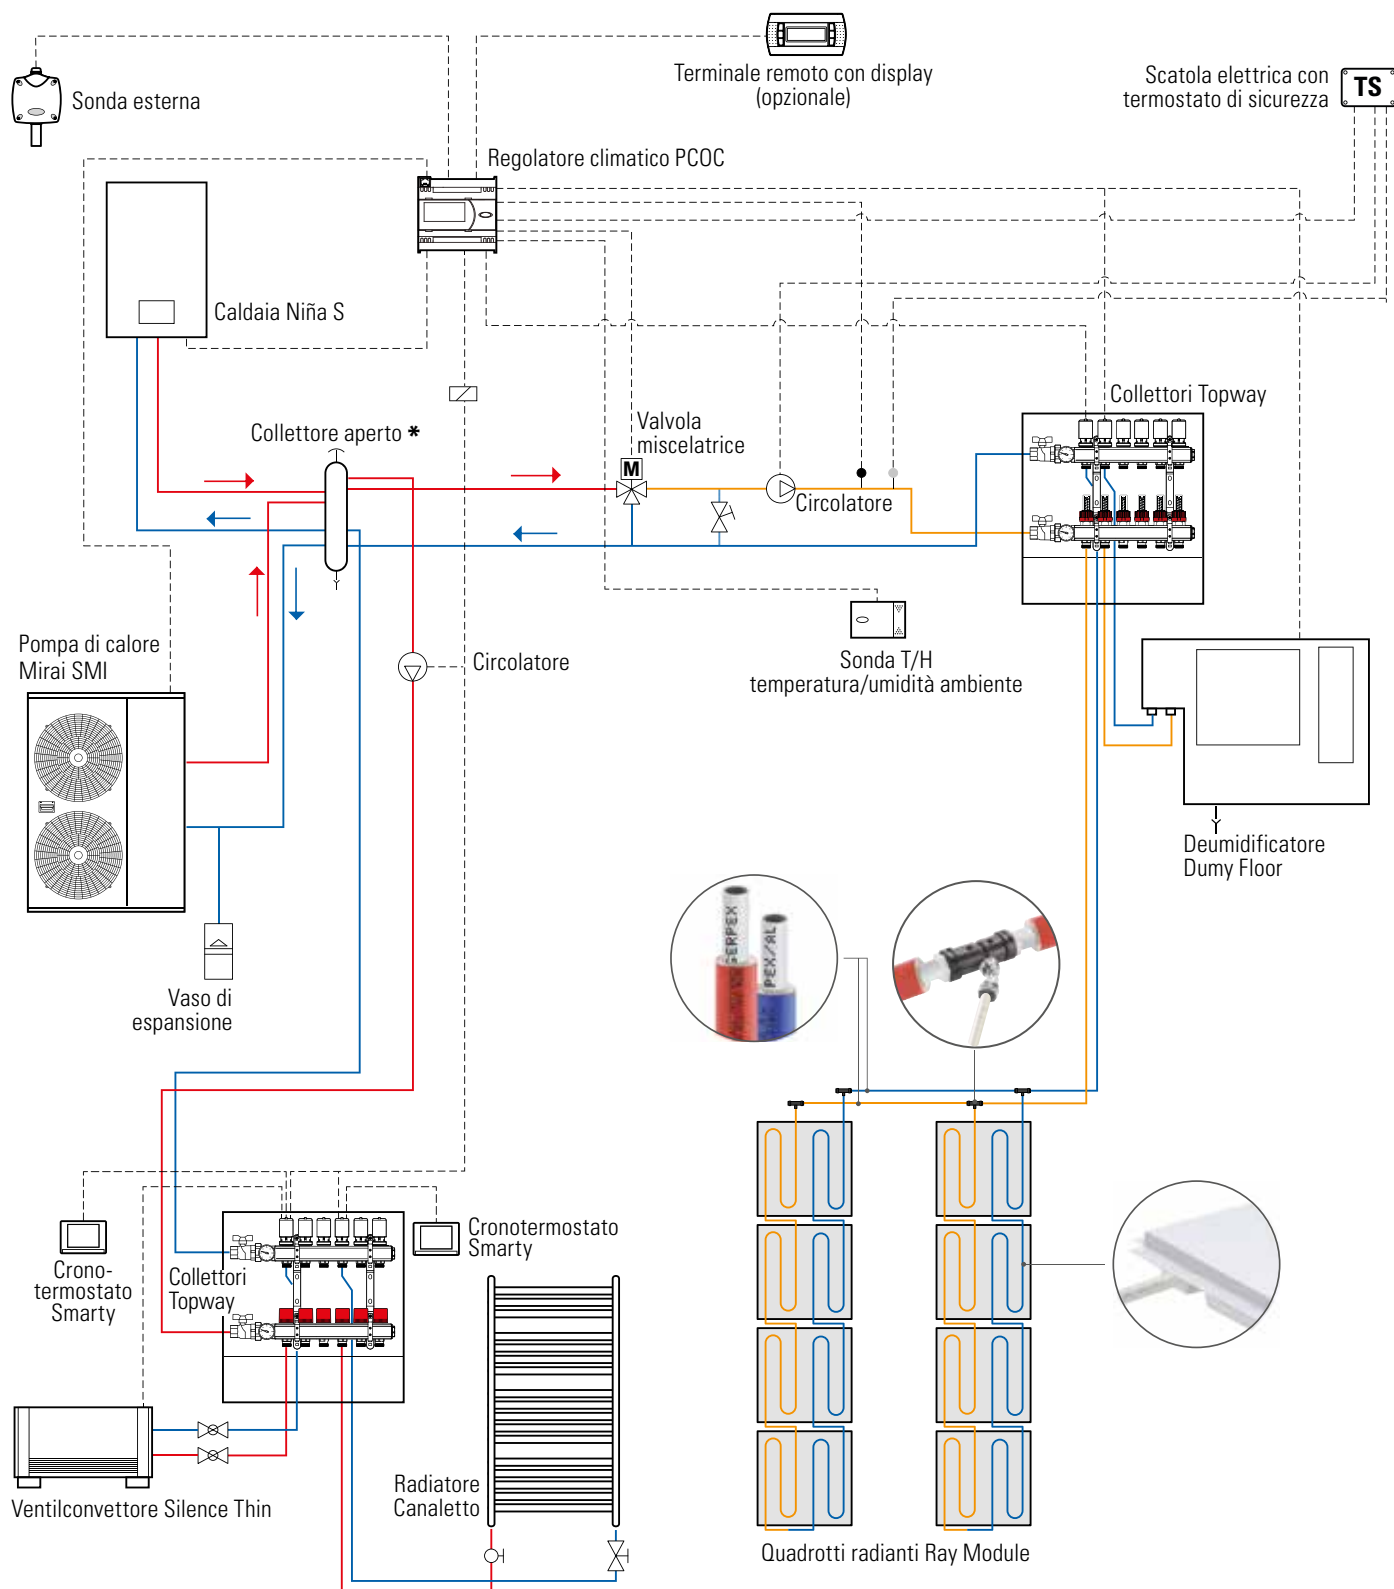 Sonda esterna
Terminale remoto con display
(opzionale)
Scatola elettrica con
termostato di sicurezza
TS
Regolatore climatico PCOC
Caldaia Niña S
Collettori Topway
Collettore aperto *
Valvola
miscelatrice
M
Circolatore
Pompa di calore
Mirai SMI
Circolatore
Sonda T/H
temperatura/umidità ambiente
Deumidificatore
Dumy Floor
SERPEX
PEX/AL
Vaso di
espansione
Cronotermostato
Smarty
Crono-
termostato
Smarty
Collettori
Topway
Radiatore
Canaletto
Ventilconvettore Silence Thin
Quadrotti radianti Ray Module